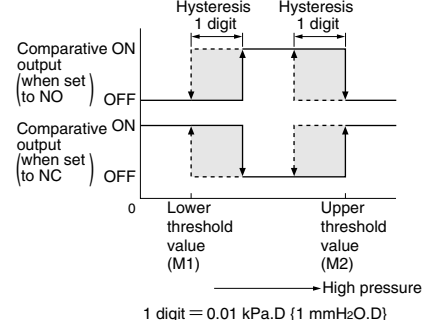 Hysteresis
1 digit
Hysteresis
1 digit
Comparative ON
output
(when set
to NO) OFF
Comparative ON
output
(when set
to NC) OFF
0
Lower
threshold
value
(M1)
Upper
threshold
value
(M2)
High pressure
1 digit = 0.01 kPa.D {1 mmH2O.D}